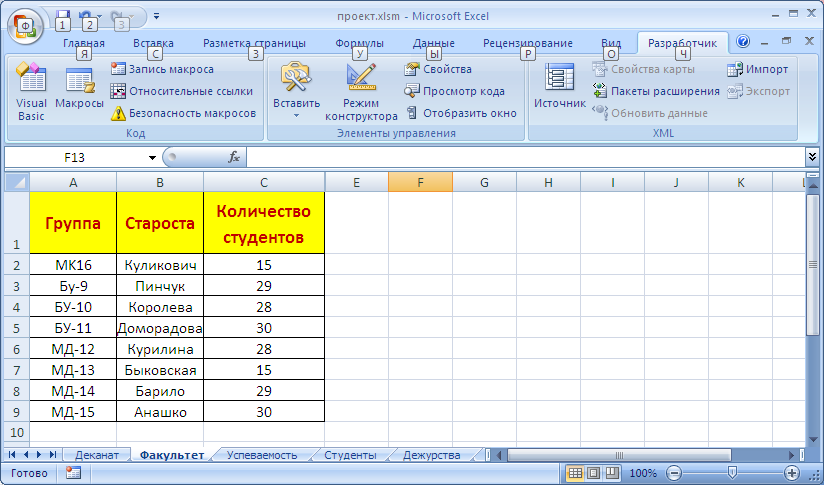 проект.xlsm - Microsoft Excel
Ф 1 2 3
Главная Вставка Разметка страницы Формулы Данные Рецензирование Вид Разработчик
Я С З У Ы Р О Ч
Visual Basic
Макросы
Запись макроса
Относительные ссылки
Безопасность макросов
Код
Вставить
Режим конструктора
Свойства
Просмотр кода
Отобразить окно
Элементы управления
Источник
Свойства карты
Пакеты расширения
Обновить данные
Импорт
Экспорт
XML
F13 fx
A B C E F G H I J K L
1 Группа Староста Количество студентов
2 МК16 Куликович 15
3 Бу-9 Пинчук 29
4 БУ-10 Королева 28
5 БУ-11 Доморадова 30
6 МД-12 Курилина 28
7 МД-13 Быковская 15
8 МД-14 Барило 29
9 МД-15 Анашко 30
10
Деканат Факультет Успеваемость Студенты Дежурства
Готово 100%